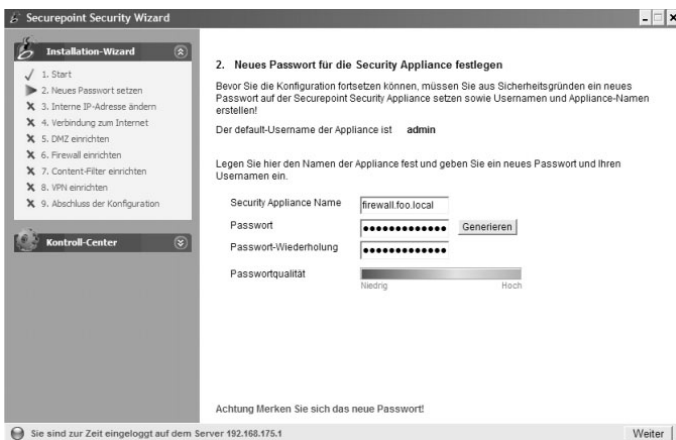 Securepoint Security Wizard
Installation-Wizard
1. Start
2. Neues Passwort setzen
3. Interne IP-Adresse ändern
4. Verbindung zum Internet
5. DMZ einrichten
6. Firewall einrichten
7. Content-Filter einrichten
8. VPN einrichten
9. Abschluss der Konfiguration
Kontroll-Center
2. Neues Passwort für die Security Appliance festlegen
Bevor Sie die Konfiguration fortsetzen können, müssen Sie aus Sicherheitsgründen ein neues
Passwort auf der Securepoint Security Appliance setzen sowie Usernamen und Appliance-Namen
erstellen!
Der default-Username der Appliance ist admin
Legen Sie hier den Namen der Appliance fest und geben Sie ein neues Passwort und Ihren
Usernamen ein.
Security Appliance Name firewall.foo.local
Passwort ●●●●●●●●●●●●● Generieren
Passwort-Wiederholung ●●●●●●●●●●●●●
Passwortqualität
Niedrig Hoch
Achtung Merken Sie sich das neue Passwort!
Sie sind zur Zeit eingeloggt auf dem Server 192.168.175.1
Weiter